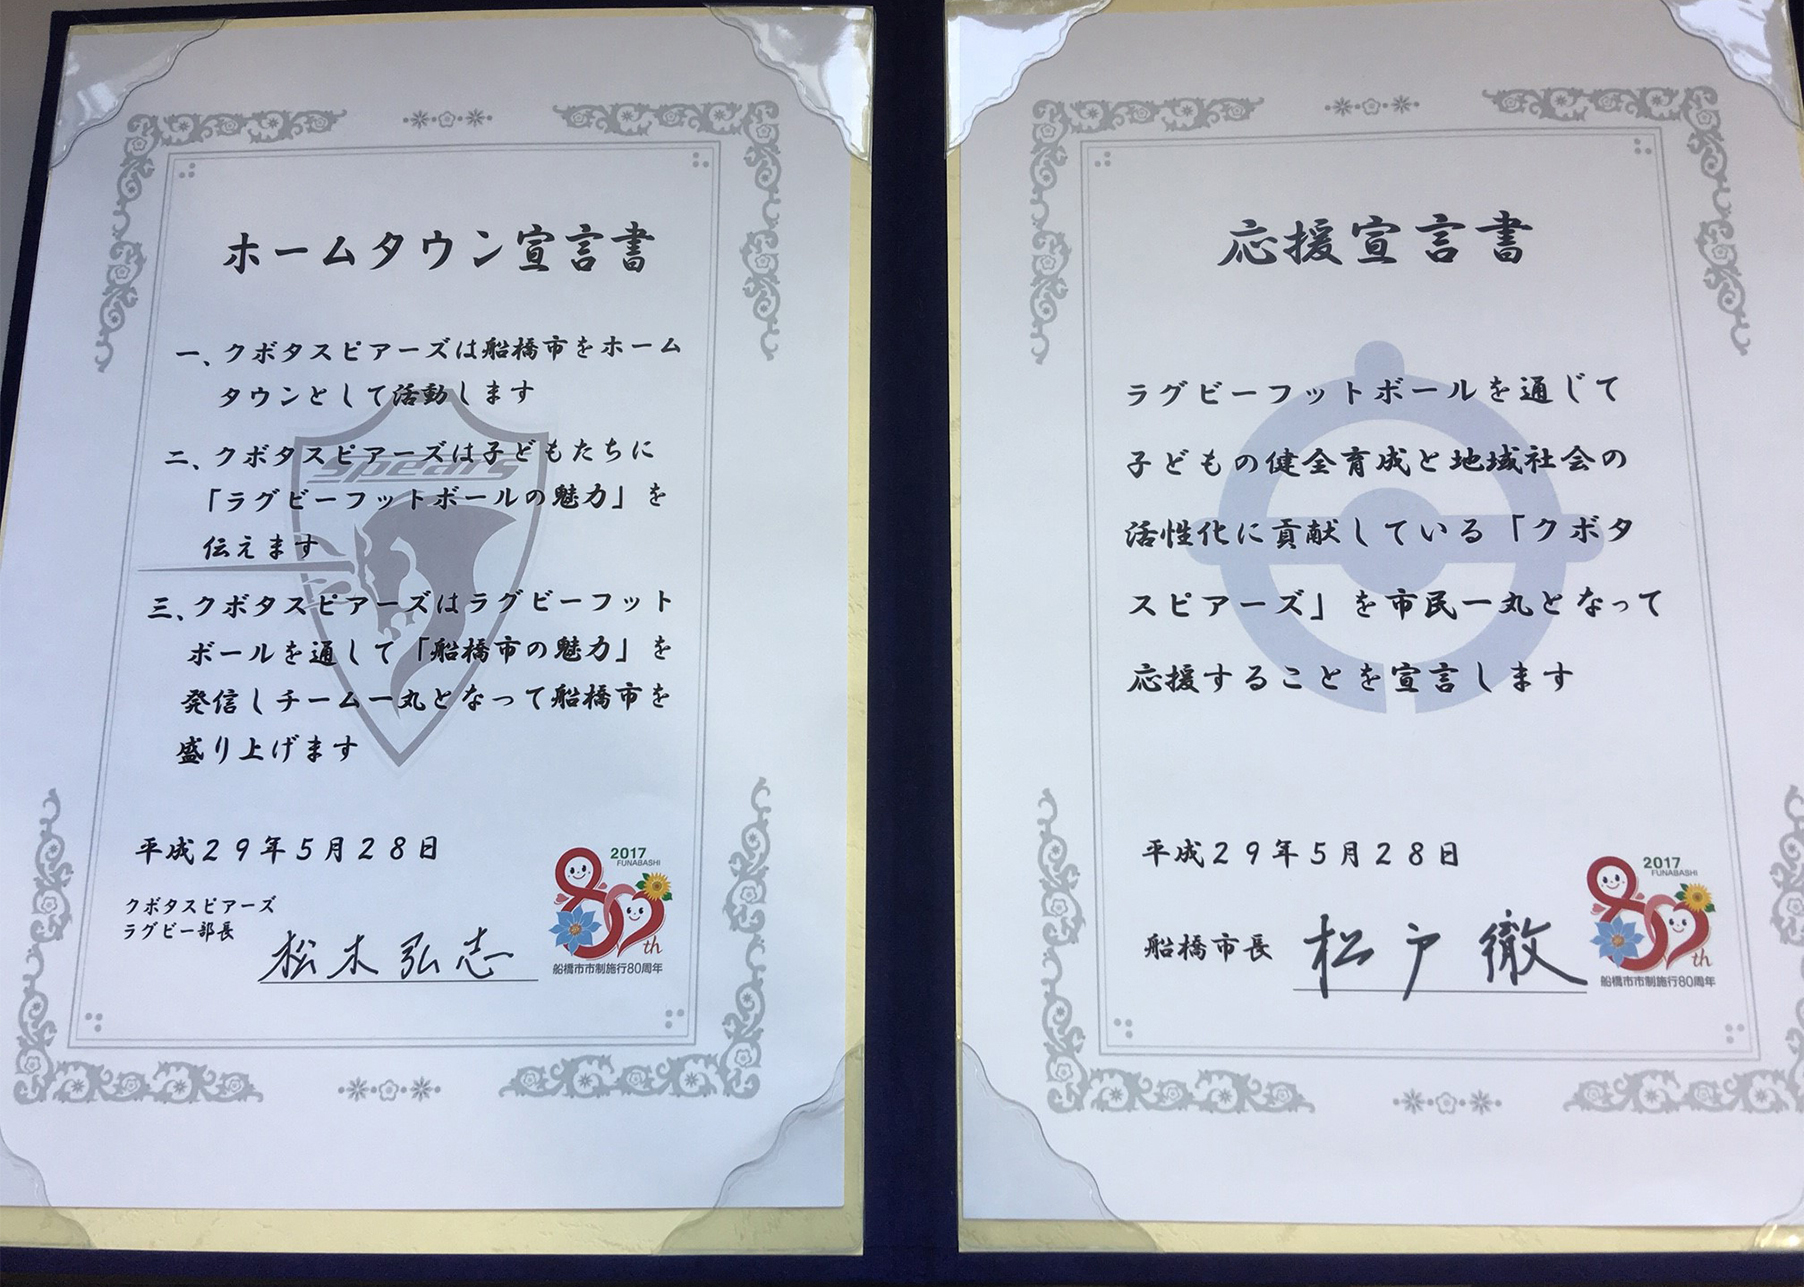 ホームタウン宣言書
一、クボタスピアーズは船橋市をホーム
タウンとして活動します
二、クボタスピアーズは子どもたちに
「ラグビーフットボールの魅力」を
伝えます
三、クボタスピアーズはラグビーフット
ボールを通して「船橋市の魅力」を
発信しチーム一丸となって船橋市を
盛り上げます
Spears
平成29年5月28日
クボタスピアーズ
ラグビー部長
松木弘志
2017
FUNABASHI
80th
船橋市市制施行80周年
応援宣言書
ラグビーフットボールを通じて
子どもの健全育成と地域社会の
活性化に貢献している「クボタ
スピアーズ」を市民一丸となって
応援することを宣言します
平成29年5月28日
船橋市長 松戸徹
2017
FUNABASHI
80th
船橋市市制施行80周年